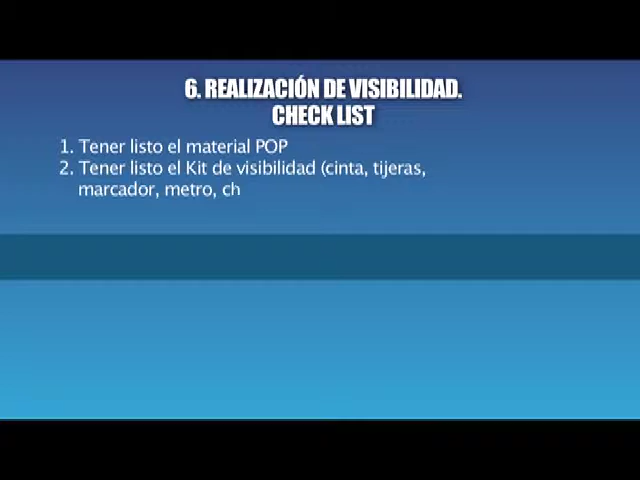 6. REALIZACIÓN DE VISIBILIDAD.
CHECK LIST
1. Tener listo el material POP
2. Tener listo el Kit de visibilidad (cinta, tijeras,
marcador, metro, ch